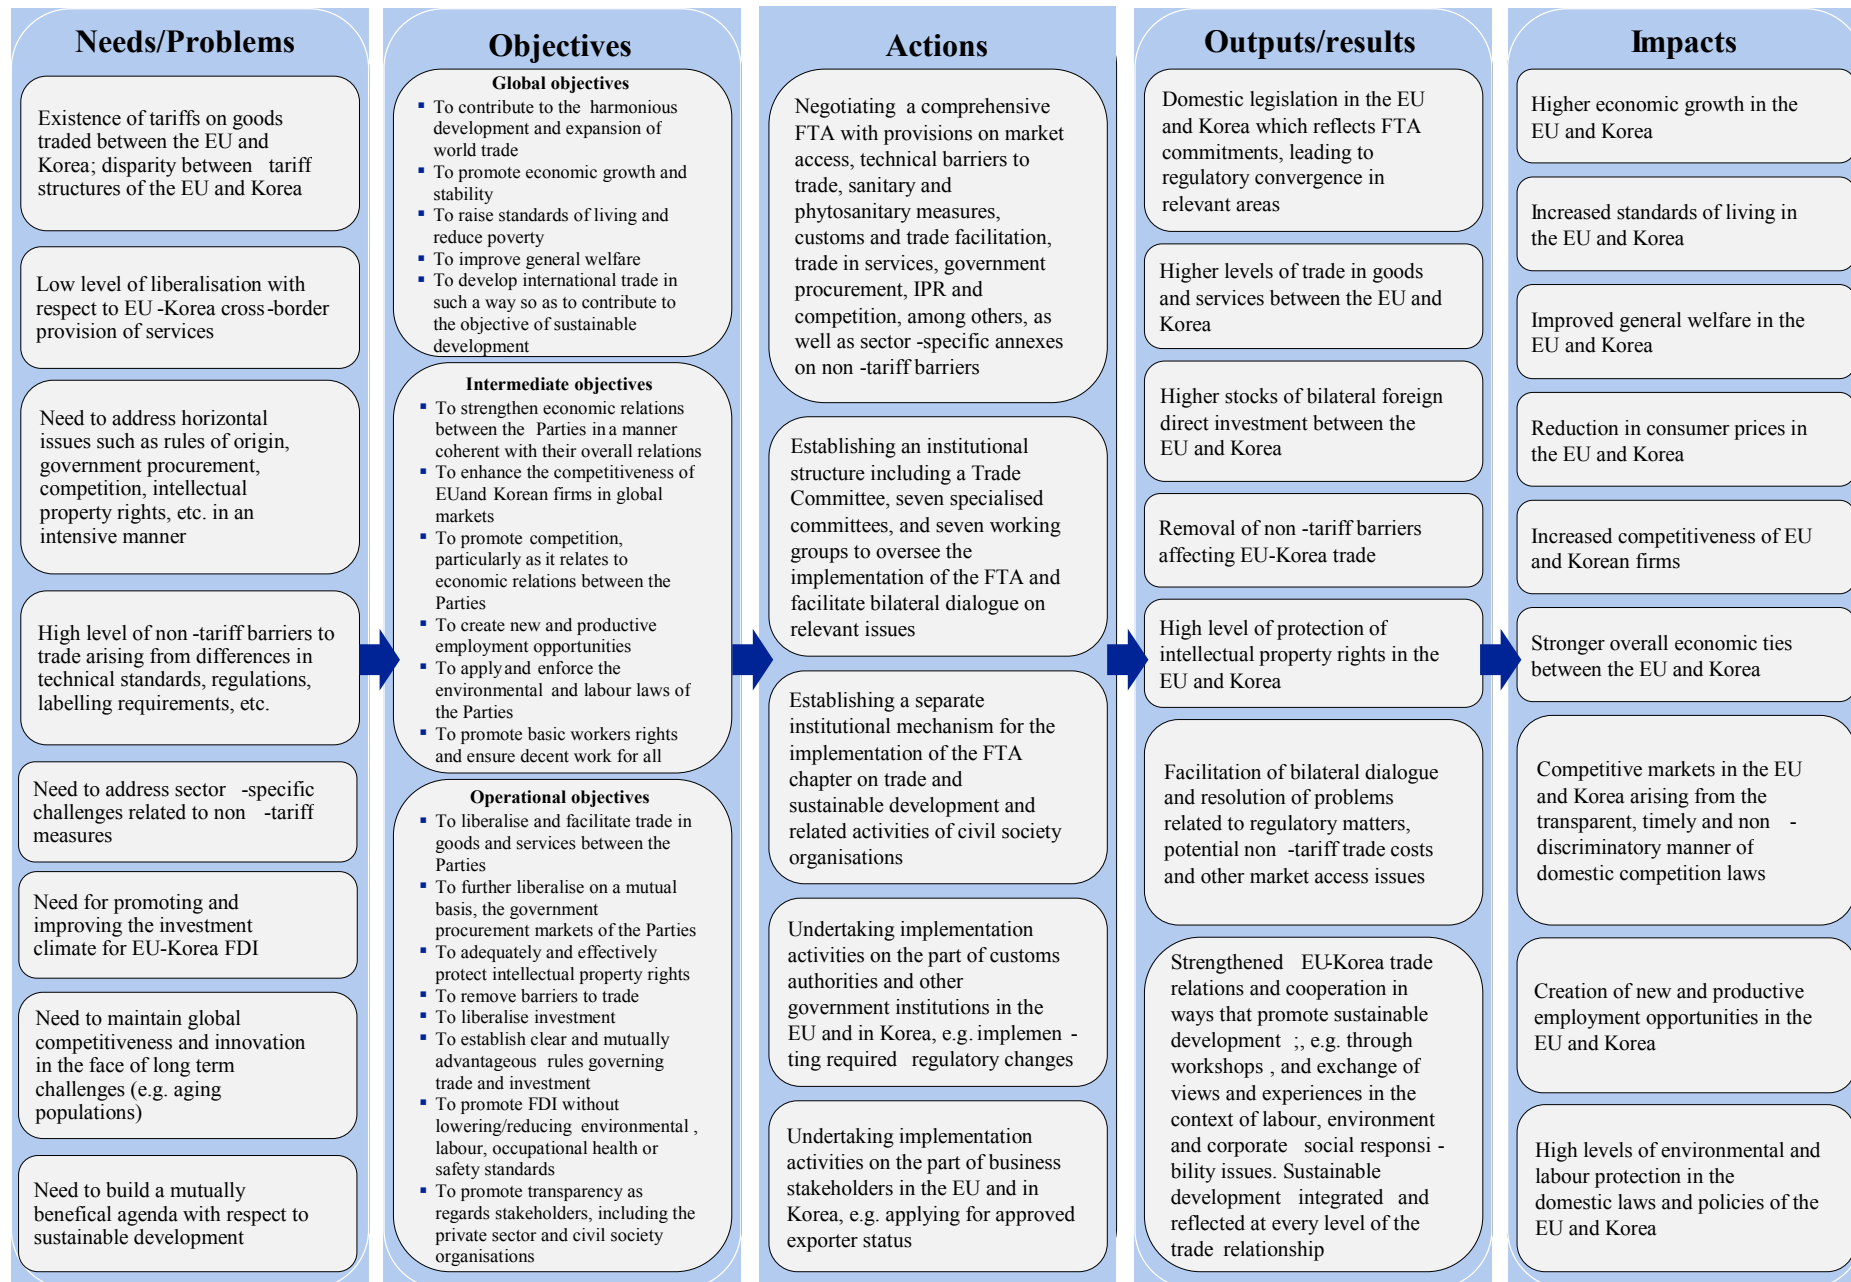 Needs/Problems
Existence of tariffs on goods
traded between the EU and
Korea; disparity between tariff
structures of the EU and Korea
Low level of liberalisation with
respect to EU -Korea cross-border
provision of services
Need to address horizontal
issues such as rules of origin,
government procurement,
competition, intellectual
property rights, etc. in an
intensive manner
High level of non -tariff barriers to
trade arising from differences in
technical standards, regulations,
labelling requirements, etc.
Need to address sector -specific
challenges related to non -tariff
measures
Need for promoting and
improving the investment
climate for EU-Korea FDI
Need to maintain global
competitiveness and innovation
in the face of long term
challenges (e.g. aging
populations)
Need to build a mutually
benefical agenda with respect to
sustainable development
Objectives
Global objectives
▪ To contribute to the harmonious
development and expansion of
world trade
▪ To promote economic growth and
stability
▪ To raise standards of living and
reduce poverty
▪ To improve general welfare
▪ To develop international trade in
such a way so as to contribute to
the objective of sustainable
development
Intermediate objectives
▪ To strengthen economic relations
between the Parties in a manner
coherent with their overall relations
▪ To enhance the competitiveness of
EUand Korean firms in global
markets
▪ To promote competition,
particularly as it relates to
economic relations between the
Parties
▪ To create new and productive
employment opportunities
▪ To apply and enforce the
environmental and labour laws of
the Parties
▪ To promote basic workers rights
and ensure decent work for all
Operational objectives
▪ To liberalise and facilitate trade in
goods and services between the
Parties
▪ To further liberalise on a mutual
basis, the government
procurement markets of the Parties
▪ To adequately and effectively
protect intellectual property rights
▪ To remove barriers to trade
▪ To liberalise investment
▪ To establish clear and mutually
advantageous rules governing
trade and investment
▪ To promote FDI without
lowering/reducing environmental ,
labour, occupational health or
safety standards
▪ To promote transparency as
regards stakeholders, including the
private sector and civil society
organisations
Actions
Negotiating a comprehensive
FTA with provisions on market
access, technical barriers to
trade, sanitary and
phytosanitary measures,
customs and trade facilitation,
trade in services, government
procurement, IPR and
competition, among others, as
well as sector -specific annexes
on non -tariff barriers
Establishing an institutional
structure including a Trade
Committee, seven specialised
committees, and seven working
groups to oversee the
implementation of the FTA and
facilitate bilateral dialogue on
relevant issues
Establishing a separate
institutional mechanism for the
implementation of the FTA
chapter on trade and
sustainable development and
related activities of civil society
organisations
Undertaking implementation
activities on the part of customs
authorities and other
government institutions in the
EU and in Korea, e.g. implemen -
ting required regulatory changes
Undertaking implementation
activities on the part of business
stakeholders in the EU and in
Korea, e.g. applying for approved
exporter status
Outputs/results
Domestic legislation in the EU
and Korea which reflects FTA
commitments, leading to
regulatory convergence in
relevant areas
Higher levels of trade in goods
and services between the EU and
Korea
Higher stocks of bilateral foreign
direct investment between the
EU and Korea
Removal of non -tariff barriers
affecting EU-Korea trade
High level of protection of
intellectual property rights in the
EU and Korea
Facilitation of bilateral dialogue
and resolution of problems
related to regulatory matters,
potential non -tariff trade costs
and other market access issues
Strengthened EU-Korea trade
relations and cooperation in
ways that promote sustainable
development ;, e.g. through
workshops , and exchange of
views and experiences in the
context of labour, environment
and corporate social responsi -
bility issues. Sustainable
development integrated and
reflected at every level of the
trade relationship
Impacts
Higher economic growth in the
EU and Korea
Increased standards of living in
the EU and Korea
Improved general welfare in the
EU and Korea
Reduction in consumer prices in
the EU and Korea
Increased competitiveness of EU
and Korean firms
Stronger overall economic ties
between the EU and Korea
Competitive markets in the EU
and Korea arising from the
transparent, timely and non -
discriminatory manner of
domestic competition laws
Creation of new and productive
employment opportunities in the
EU and Korea
High levels of environmental and
labour protection in the
domestic laws and policies of the
EU and Korea